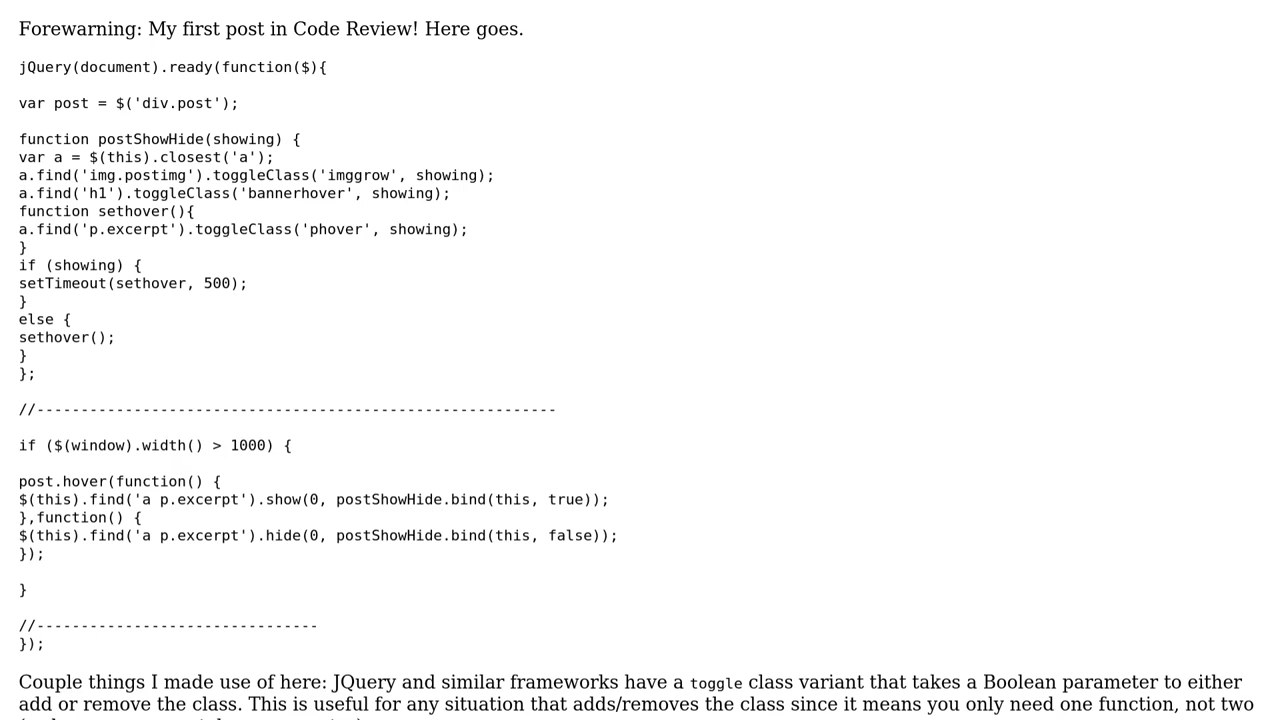 Forewarning: My first post in Code Review! Here goes.
jQuery(document).ready(function($){
var post = $('div.post');
function postShowHide(showing) {
var a = $(this).closest('a');
a.find('img.postimg').toggleClass('imggrow', showing);
a.find('h1').toggleClass('bannerhover', showing);
function sethover(){
a.find('p.excerpt').toggleClass('phover', showing);
}
if (showing) {
setTimeout(sethover, 500);
}
else {
sethover();
}
};
//-----------------------------------------------------------
if ($(window).width() > 1000) {
post.hover(function() {
$(this).find('a p.excerpt').show(0, postShowHide.bind(this, true));
},function() {
$(this).find('a p.excerpt').hide(0, postShowHide.bind(this, false));
});
}
//--------------------------------
});
Couple things I made use of here: JQuery and similar frameworks have a toggle class variant that takes a Boolean parameter to either
add or remove the class. This is useful for any situation that adds/removes the class since it means you only need one function, not two